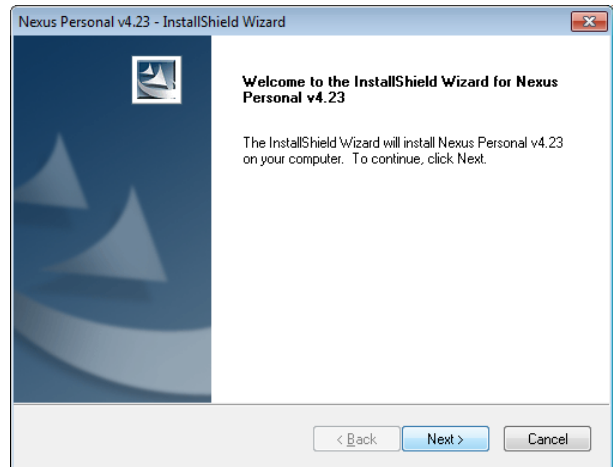 Nexus Personal v4.23 - InstallShield Wizard
Welcome to the InstallShield Wizard for Nexus
Personal v4.23
The InstallShield Wizard will install Nexus Personal v4.23
on your computer.  To continue, click Next.
< Back
Next >
Cancel